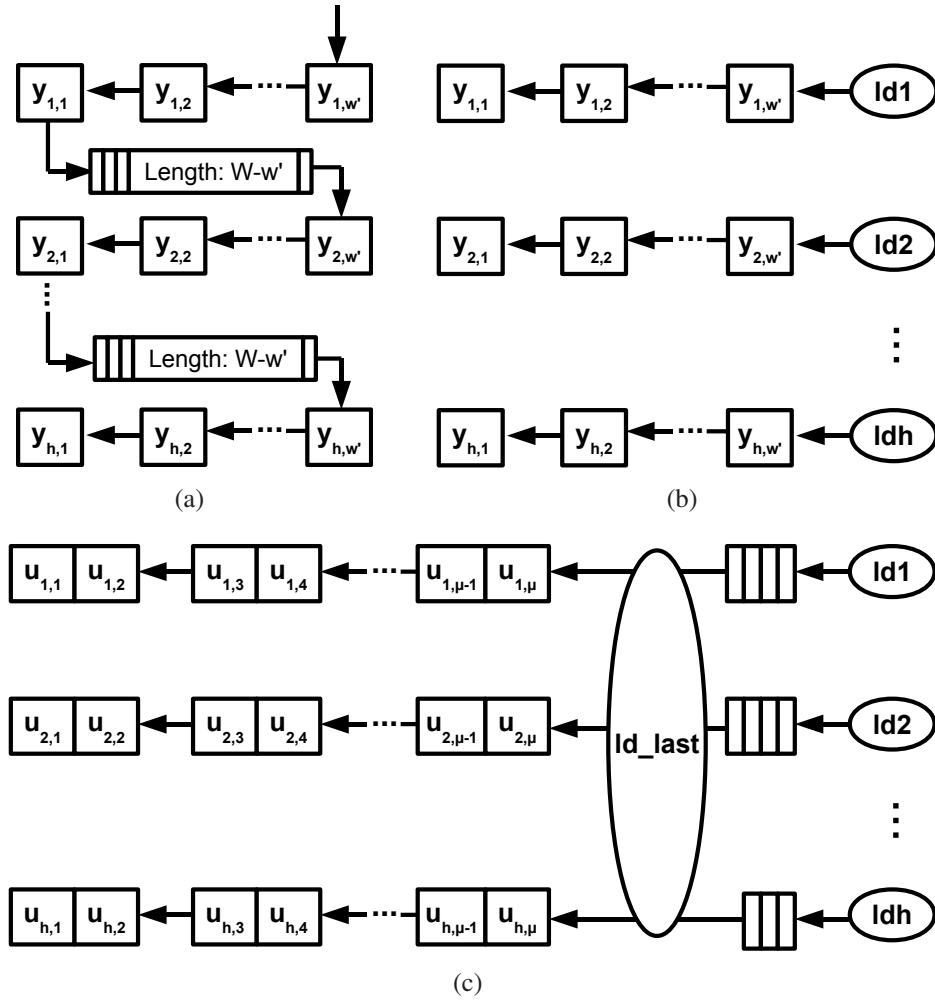 y1,1 y1,2 ... y1,w'
Length: W-w'
y2,1 y2,2 ... y2,w'
...
Length: W-w'
yh,1 yh,2 ... yh,w'
(a)
y1,1 y1,2 ... y1,w' ld1
y2,1 y2,2 ... y2,w' ld2
...
yh,1 yh,2 ... yh,w' ldh
(b)
u1,1 u1,2 u1,3 u1,4 ... u1,μ-1 u1,μ ld1
u2,1 u2,2 u2,3 u2,4 ... u2,μ-1 u2,μ ld_last ld2
...
uh,1 uh,2 uh,3 uh,4 ... uh,μ-1 uh,μ ldh
(c)